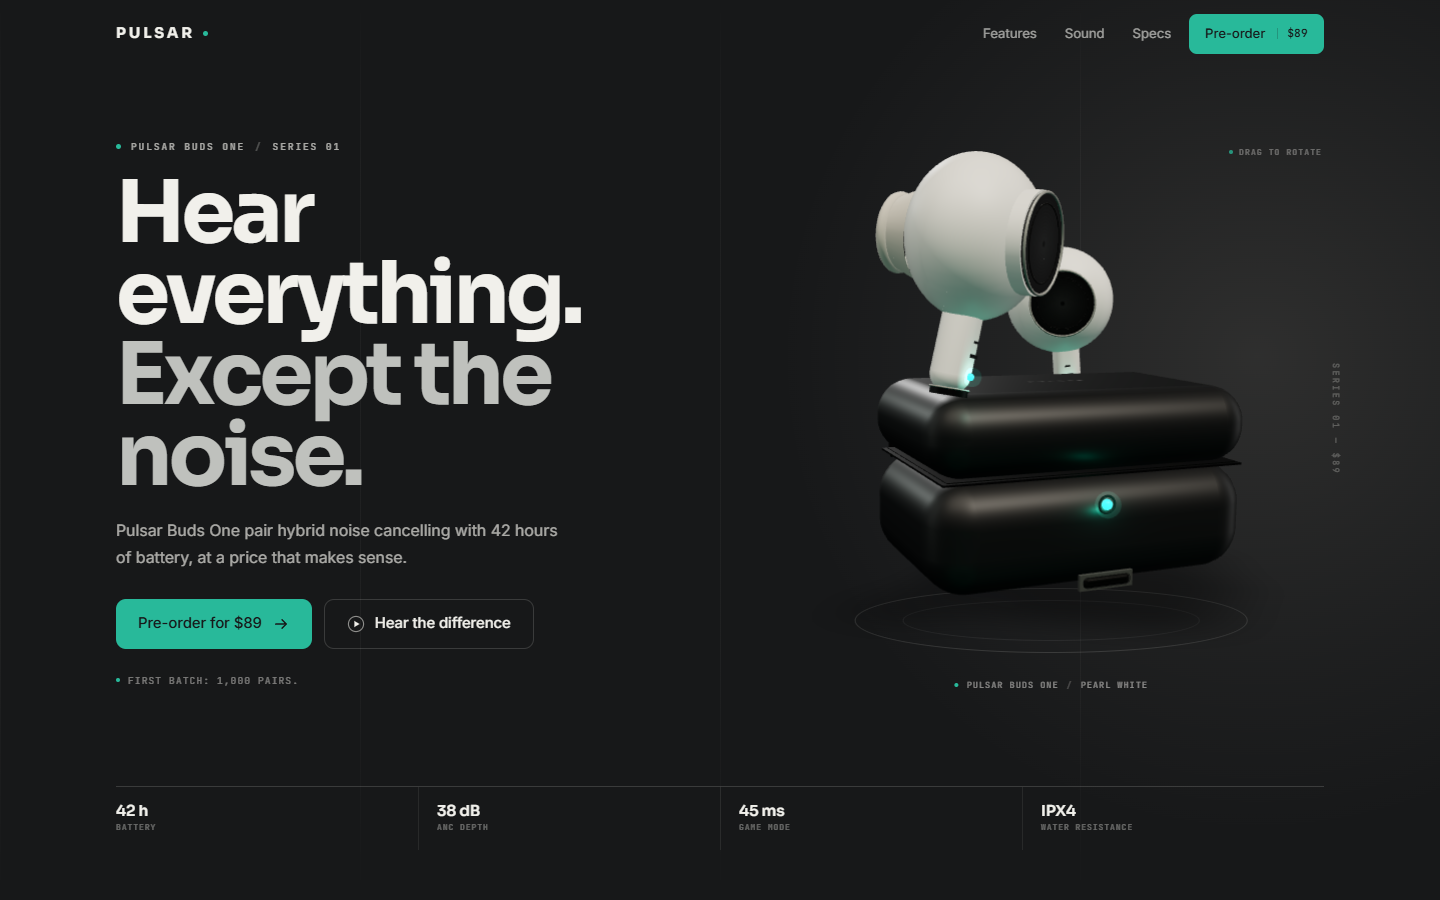 PULSAR
Features
Sound
Specs
Pre-order | $89
PULSAR BUDS ONE / SERIES 01
DRAG TO ROTATE
Hear
everything.
Except the
noise.
SERIES 01 — $89
Pulsar Buds One pair hybrid noise cancelling with 42 hours
of battery, at a price that makes sense.
Pre-order for $89 →
Hear the difference
FIRST BATCH: 1,000 PAIRS.
PULSAR BUDS ONE / PEARL WHITE
42 h
BATTERY
38 dB
ANC DEPTH
45 ms
GAME MODE
IPX4
WATER RESISTANCE